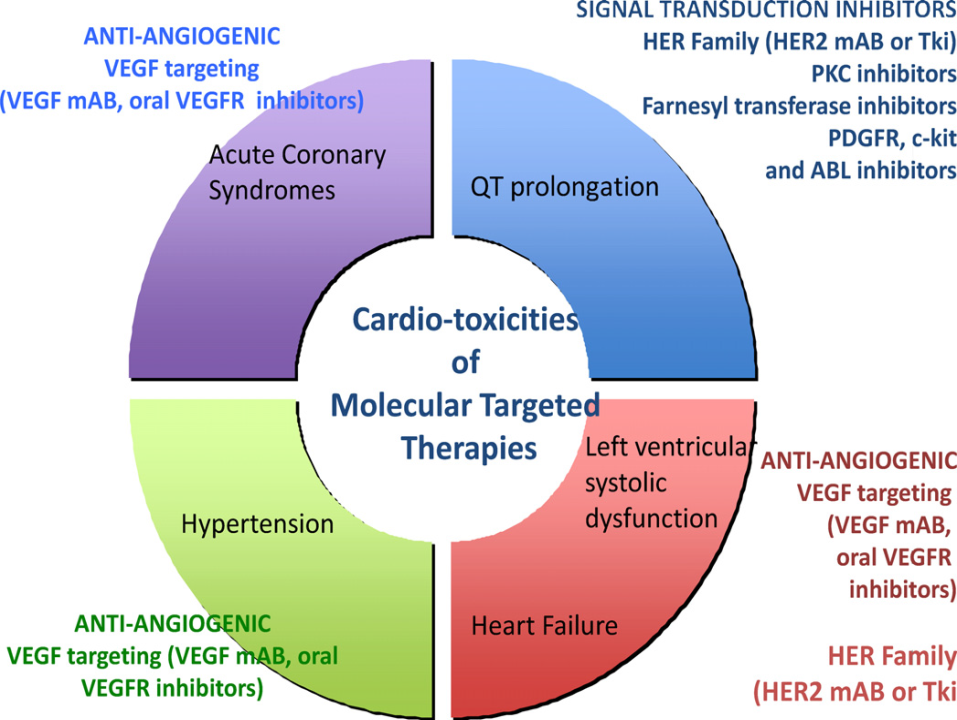 ANTI-ANGIOGENIC
VEGF targeting
(VEGF mAB, oral VEGFR inhibitors)
SIGNAL TRANSDUCTION INHIBITORS
HER Family (HER2 mAB or Tki)
PKC inhibitors
Farnesyl transferase inhibitors
PDGFR, c-kit
and ABL inhibitors
Acute Coronary
Syndromes
QT prolongation
Cardio-toxicities
of
Molecular Targeted
Therapies
Left ventricular
systolic
dysfunction
Heart Failure
ANTI-ANGIOGENIC
VEGF targeting
(VEGF mAB,
oral VEGFR
inhibitors)
HER Family
(HER2 mAB or Tki
Hypertension
ANTI-ANGIOGENIC
VEGF targeting (VEGF mAB, oral
VEGFR inhibitors)